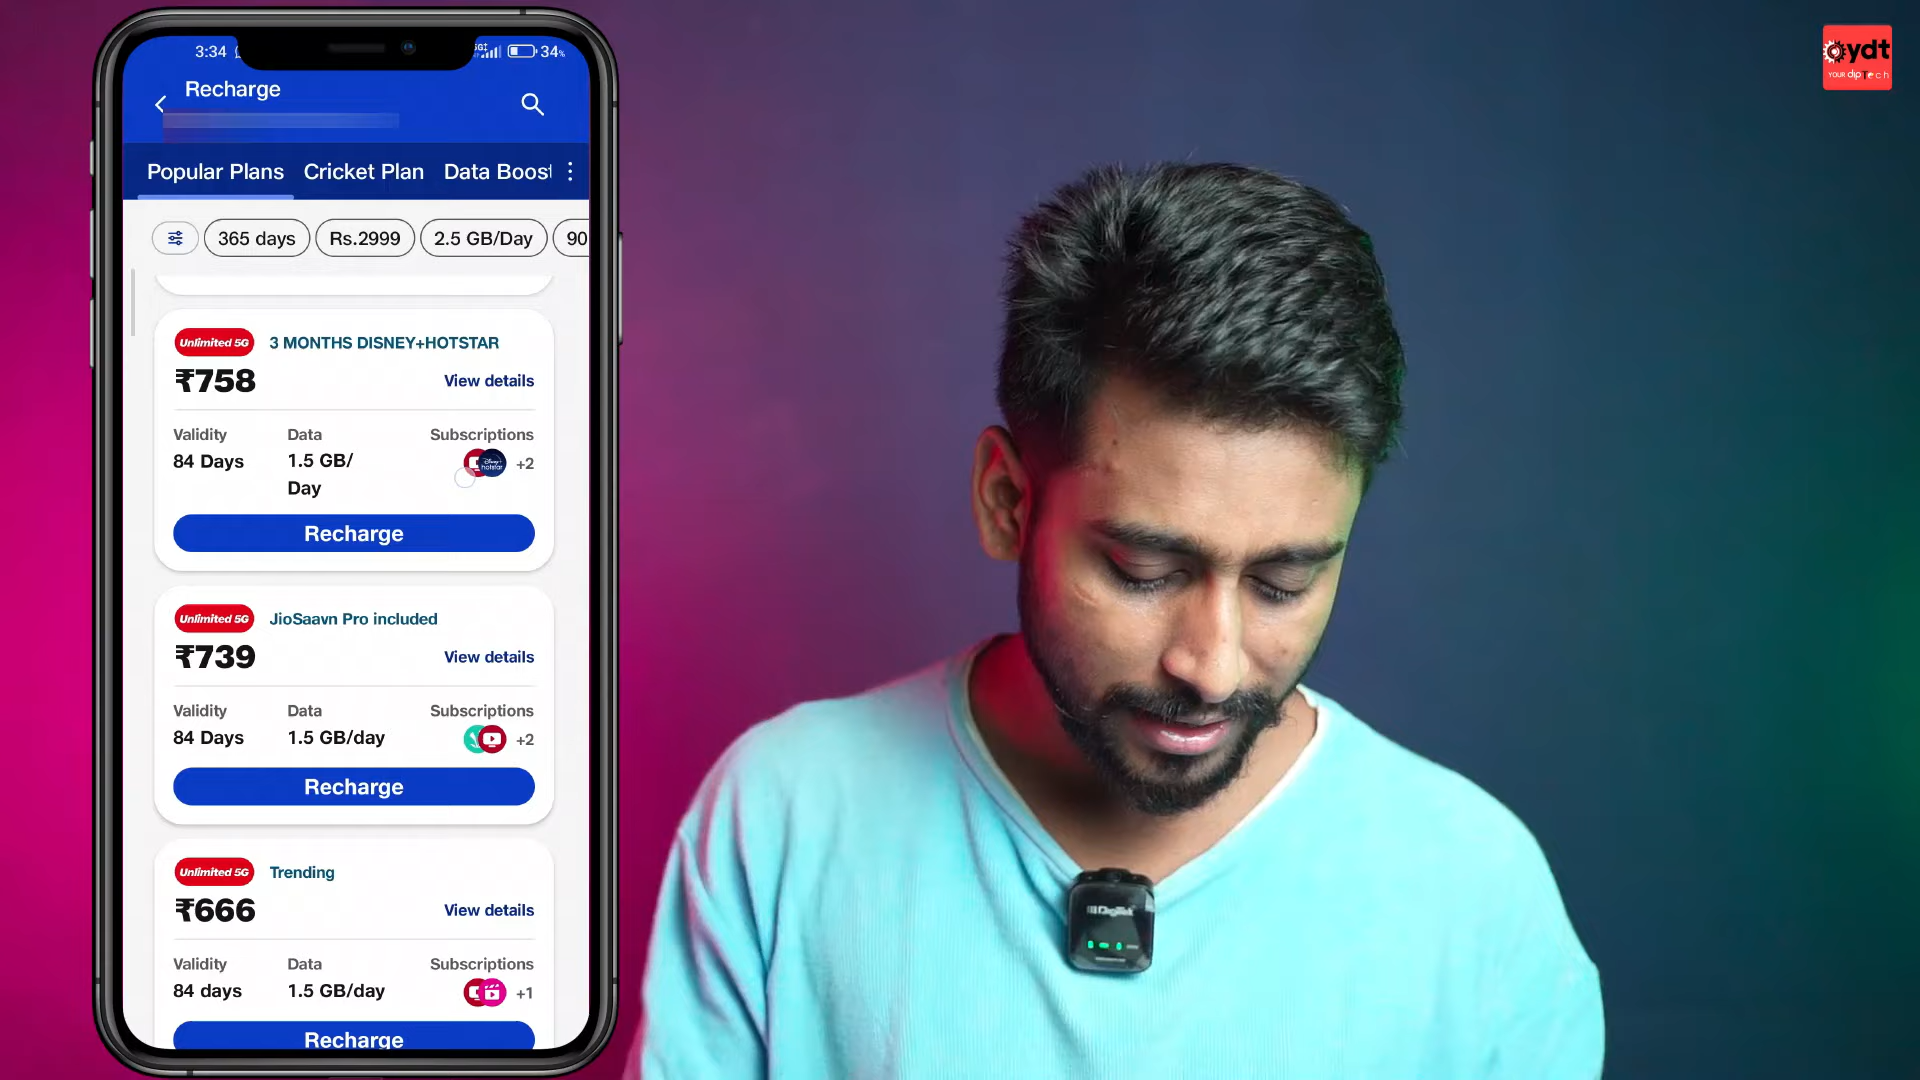 3:34
34%
Recharge
Popular Plans Cricket Plan Data Boost
365 days Rs.2999 2.5 GB/Day 90
Unlimited 5G 3 MONTHS DISNEY+HOTSTAR
₹758 View details
Validity Data Subscriptions
84 Days 1.5 GB/
Day
+2
Recharge
Unlimited 5G JioSaavn Pro included
₹739 View details
Validity Data Subscriptions
84 Days 1.5 GB/day +2
Recharge
Unlimited 5G Trending
₹666 View details
Validity Data Subscriptions
84 days 1.5 GB/day +1
Recharge
ydt
YOUR dipTech